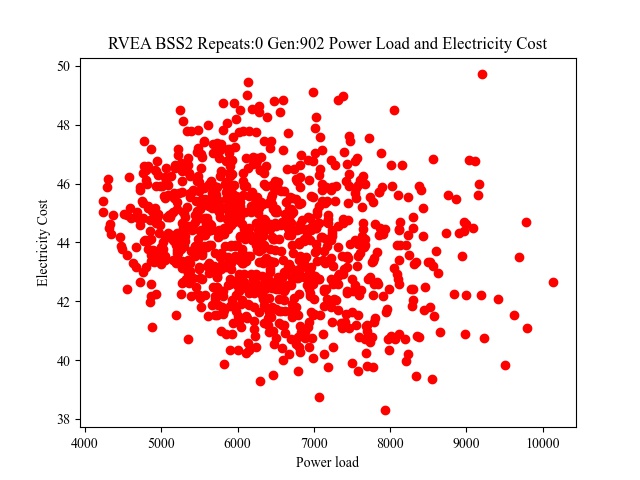 RVEA BSS2 Repeats:0 Gen:902 Power Load and Electricity Cost
50
48
46
44
42
40
38
Electricity Cost
4000 5000 6000 7000 8000 9000 10000
Power load